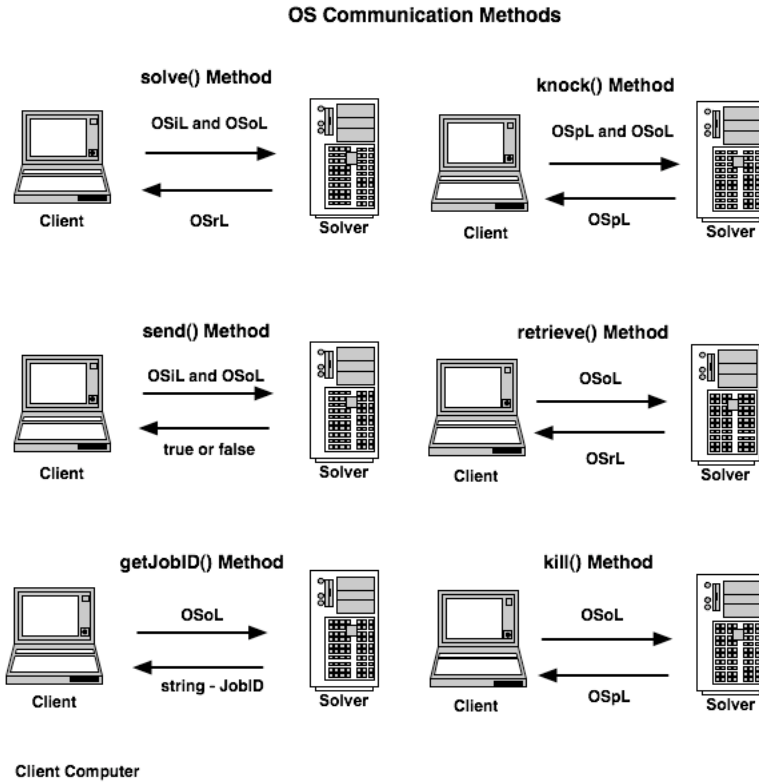 OS Communication Methods
solve() Method
OSiL and OSoL
OSrL
Client
Solver
knock() Method
OSpL and OSoL
OSpL
Client
Solver
send() Method
OSiL and OSoL
true or false
Client
Solver
retrieve() Method
OSoL
OSrL
Client
Solver
getJobID() Method
OSoL
string - JobID
Client
Solver
kill() Method
OSoL
OSpL
Client
Solver
Client Computer